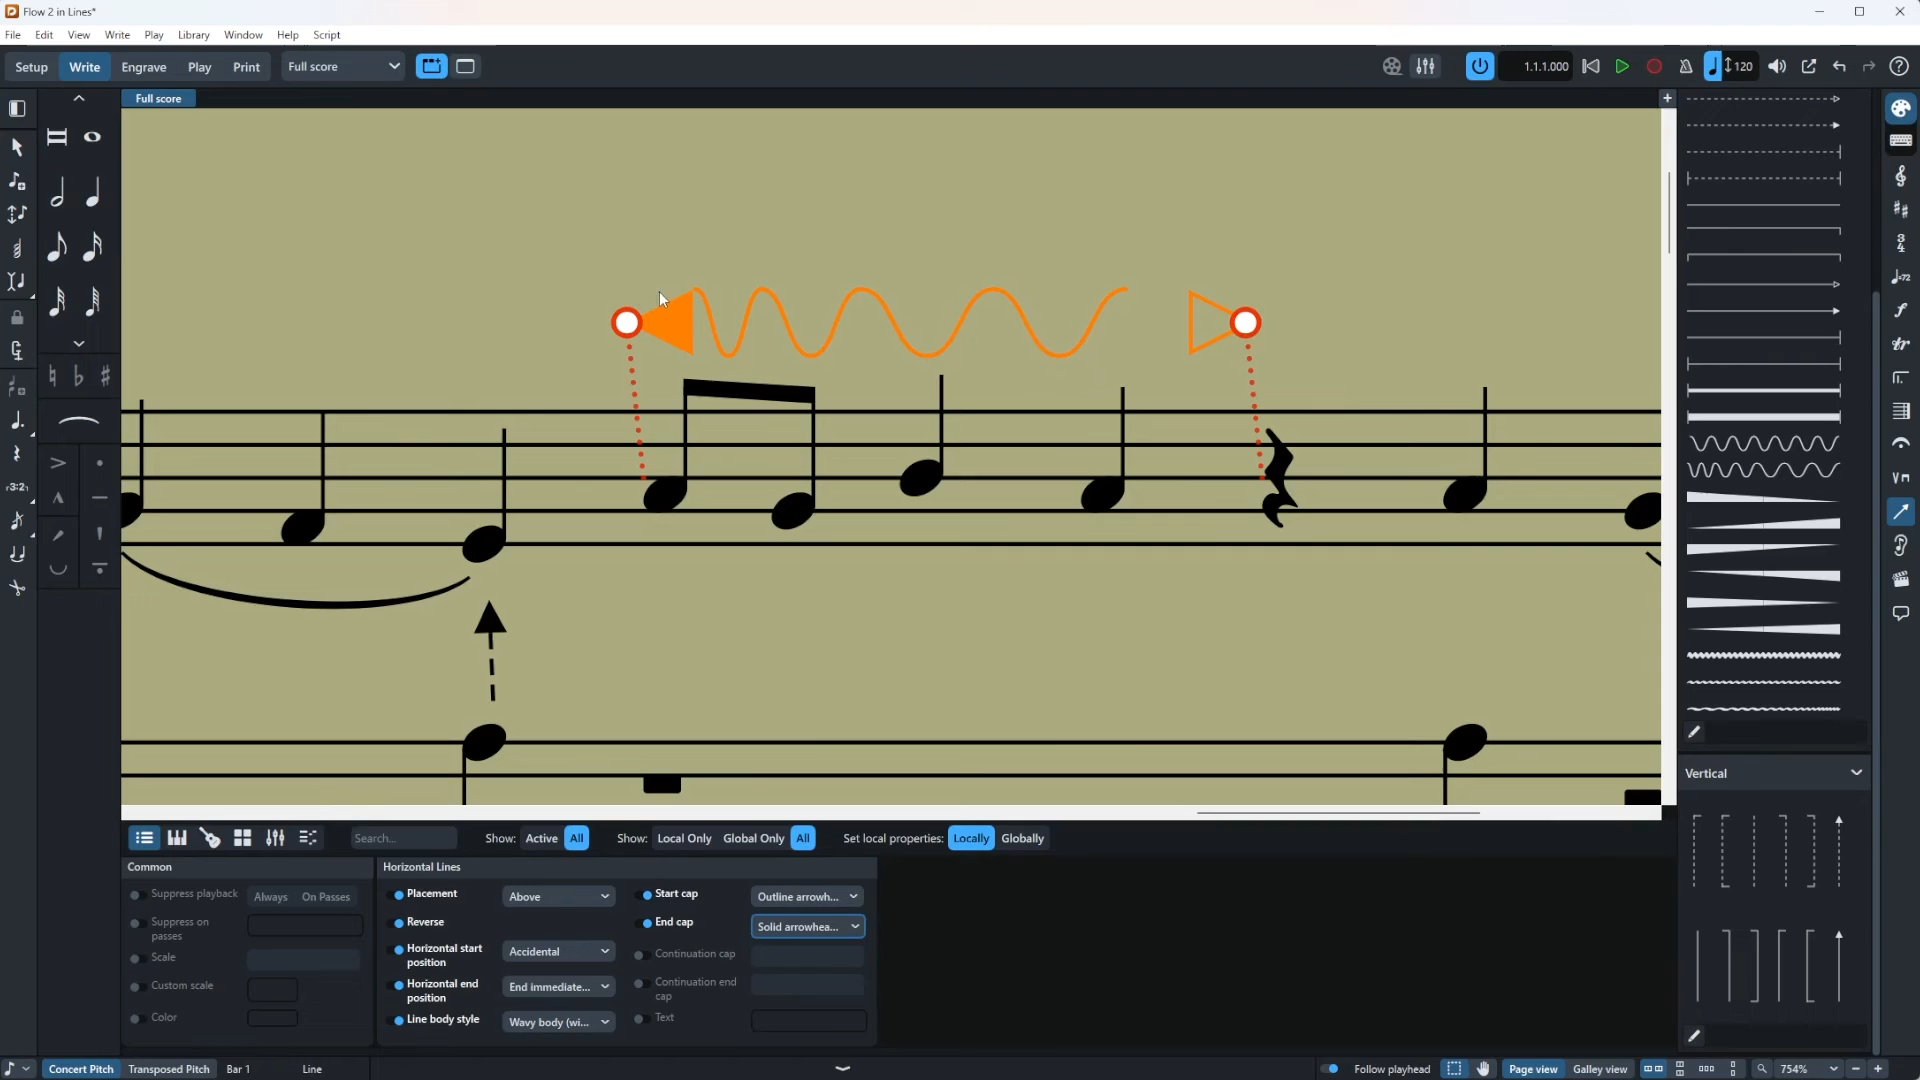 Flow 2 in Lines*
File Edit View Write Play Library Window Help Script
Setup Write Engrave Play Print Full score 1.1.1.000 120
Full score
=72
3:2
Vertical
Search... Show: Active All Show: Local Only Global Only All Set local properties: Locally Globally
Common Horizontal Lines
Suppress playback Always On Passes
Suppress on passes
Scale
Custom scale
Color
Placement Above
Reverse
Horizontal start position Accidental
Horizontal end position End immediate...
Line body style Wavy body (wi...
Start cap Outline arrowh...
End cap Solid arrowhea...
Continuation cap
Continuation end cap
Text
Concert Pitch Transposed Pitch Bar 1 Line Follow playhead Page view Galley view 754%